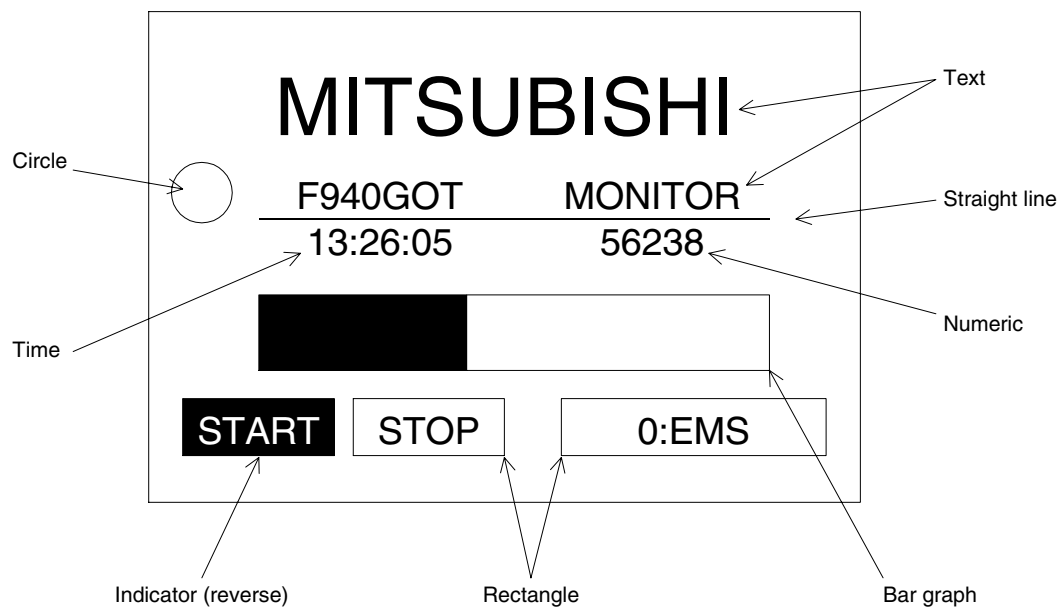 MITSUBISHI
Text
Circle
F940GOT MONITOR
Straight line
13:26:05 56238
Time
Numeric
START STOP 0:EMS
Indicator (reverse) Rectangle Bar graph